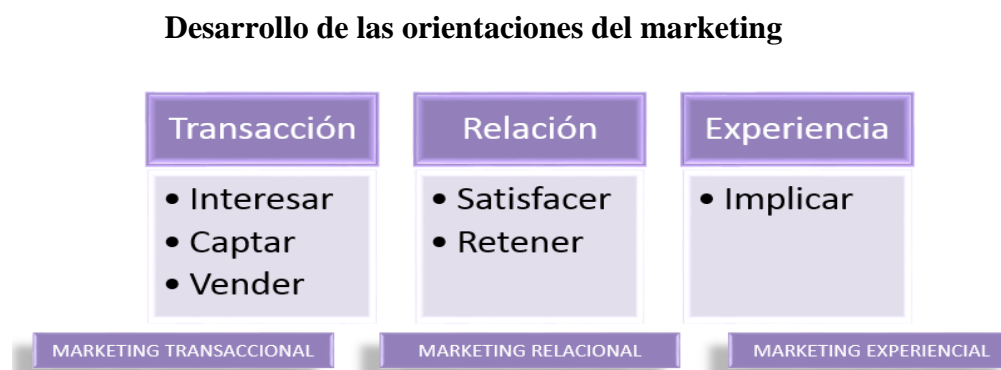 Desarrollo de las orientaciones del marketing
Transacción
• Interesar
• Captar
• Vender
Relación
• Satisfacer
• Retener
Experiencia
• Implicar
MARKETING TRANSACCIONAL
MARKETING RELACIONAL
MARKETING EXPERIENCIAL